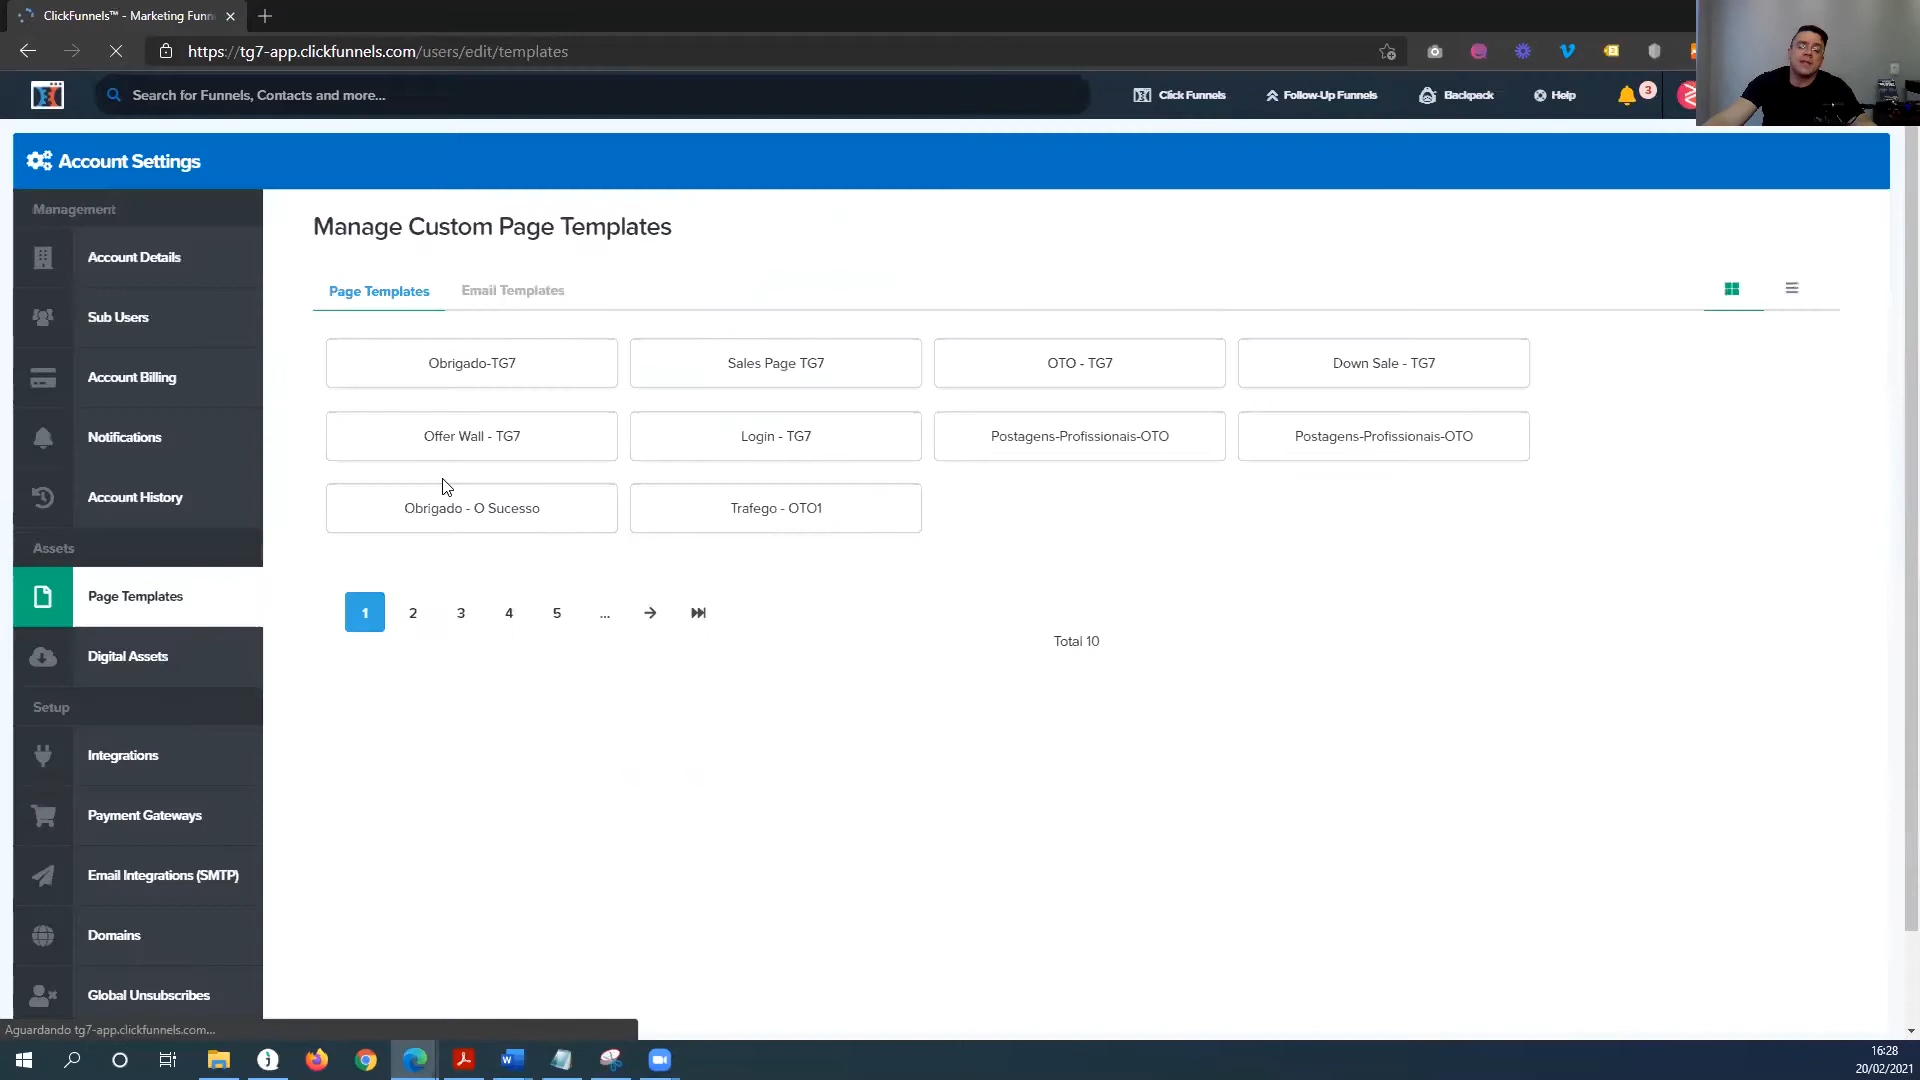 ClickFunnels™ - Marketing Funn
https://tg7-app.clickfunnels.com/users/edit/templates
Search for Funnels, Contacts and more...
Click Funnels
Follow-Up Funnels
Backpack
Help
3
Account Settings
Management
Account Details
Sub Users
Account Billing
Notifications
Account History
Assets
Page Templates
Digital Assets
Setup
Integrations
Payment Gateways
Email Integrations (SMTP)
Domains
Global Unsubscribes
Manage Custom Page Templates
Page Templates
Email Templates
Obrigado-TG7
Sales Page TG7
OTO - TG7
Down Sale - TG7
Offer Wall - TG7
Login - TG7
Postagens-Profissionais-OTO
Postagens-Profissionais-OTO
Obrigado - O Sucesso
Trafego - OTO1
1 2 3 4 5 ...
Total 10
Aguardando tg7-app.clickfunnels.com...
16:28
20/02/2021